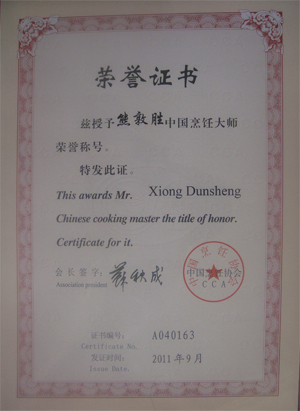 荣誉证书
兹授予熊敦胜中国烹饪大师
荣誉称号。
特发此证。
This awards Mr. Xiong Dunsheng
Chinese cooking master the title of honor.
Certificate for it.
会长签字：苏秋成 中国烹饪协会
Association president CCA
证书编号： A040163
Certificate No.
发证时间： 2011年9月
Issue Date.